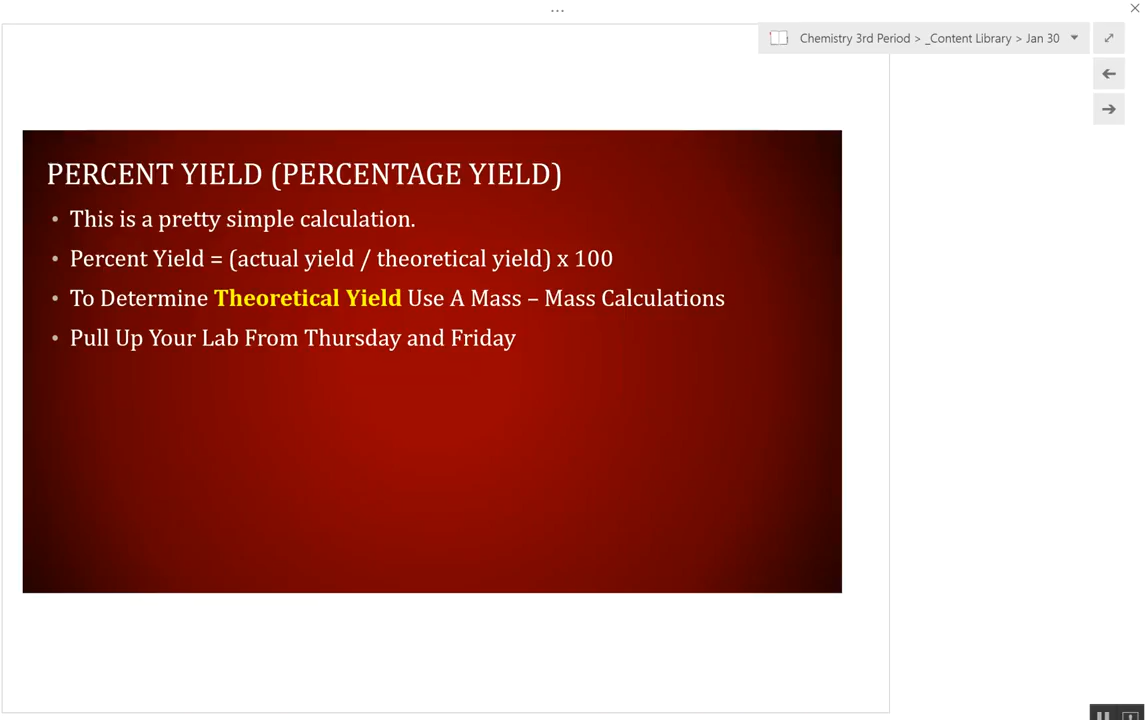 Chemistry 3rd Period > _Content Library > Jan 30
PERCENT YIELD (PERCENTAGE YIELD)
• This is a pretty simple calculation.
• Percent Yield = (actual yield / theoretical yield) x 100
• To Determine Theoretical Yield Use A Mass – Mass Calculations
• Pull Up Your Lab From Thursday and Friday